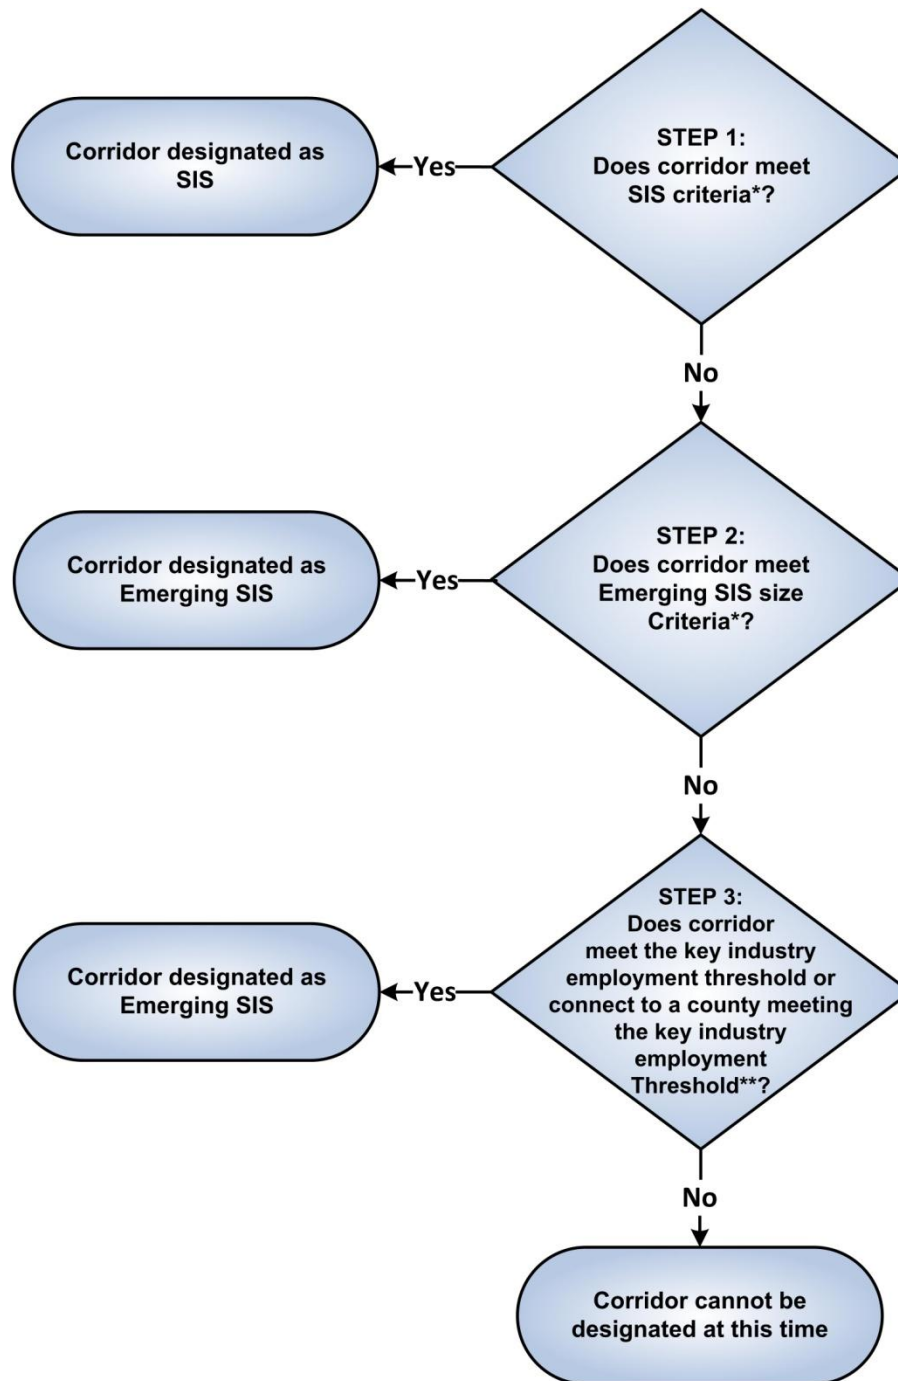 STEP 1:
Does corridor meet
SIS criteria*?
Yes
Corridor designated as
SIS
No
STEP 2:
Does corridor meet
Emerging SIS size
Criteria*?
Yes
Corridor designated as
Emerging SIS
No
STEP 3:
Does corridor
meet the key industry
employment threshold or
connect to a county meeting
the key industry
employment
Threshold**?
Yes
Corridor designated as
Emerging SIS
No
Corridor cannot be
designated at this time